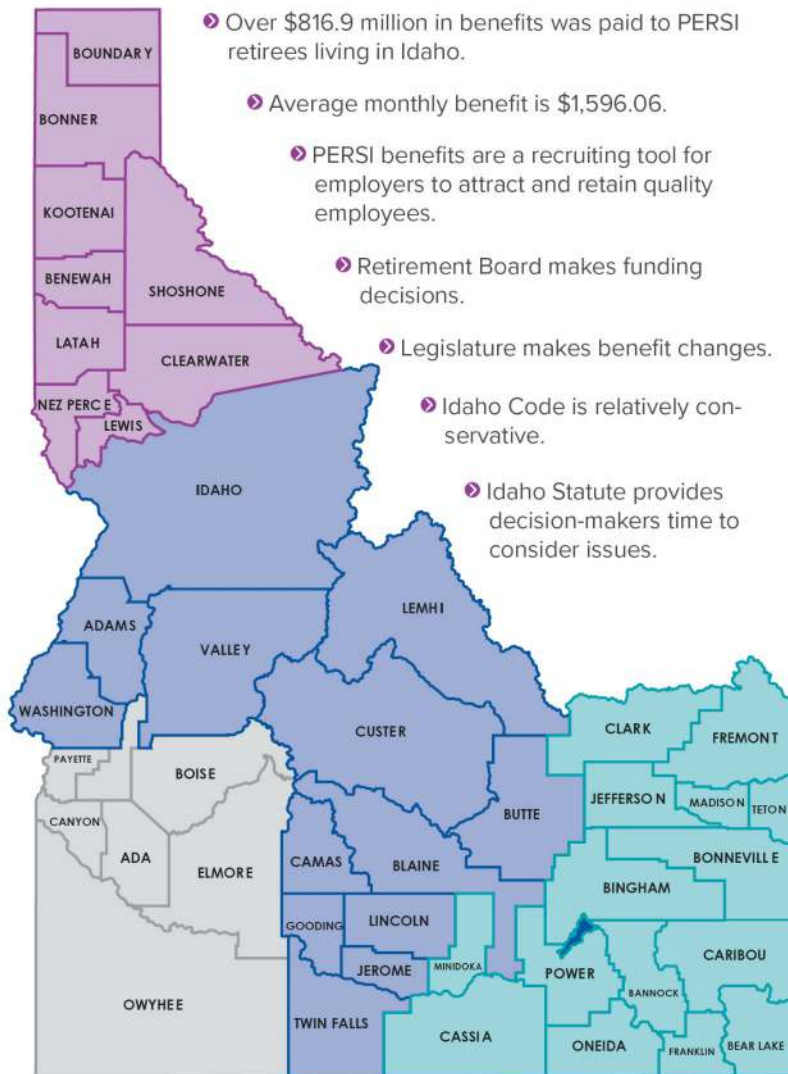 Over $816.9 million in benefits was paid to PERSI
retirees living in Idaho.
Average monthly benefit is $1,596.06.
PERSI benefits are a recruiting tool for
employers to attract and retain quality
employees.
Retirement Board makes funding
decisions.
Legislature makes benefit changes.
Idaho Code is relatively con-
servative.
Idaho Statute provides
decision-makers time to
consider issues.
BOUNDARY
BONNER
KOOTENAI
BENEWAH
SHOSHONE
LATAH
CLEARWATER
NEZ PERCE
LEWIS
IDAHO
LEMHI
ADAMS
VALLEY
WASHINGTON
CUSTER
CLARK
FREMONT
PAYETTE
BOISE
JEFFERSON
MADISON
TETON
CANYON
BUTTE
ADA
ELMORE
CAMAS
BLAINE
BONNEVILLE
BINGHAM
GOODING
LINCOLN
JEROME
MINIDOKA
POWER
CARIBOU
BANNOCK
OWYHEE
TWIN FALLS
CASSIA
ONEIDA
FRANKLIN
BEAR LAKE